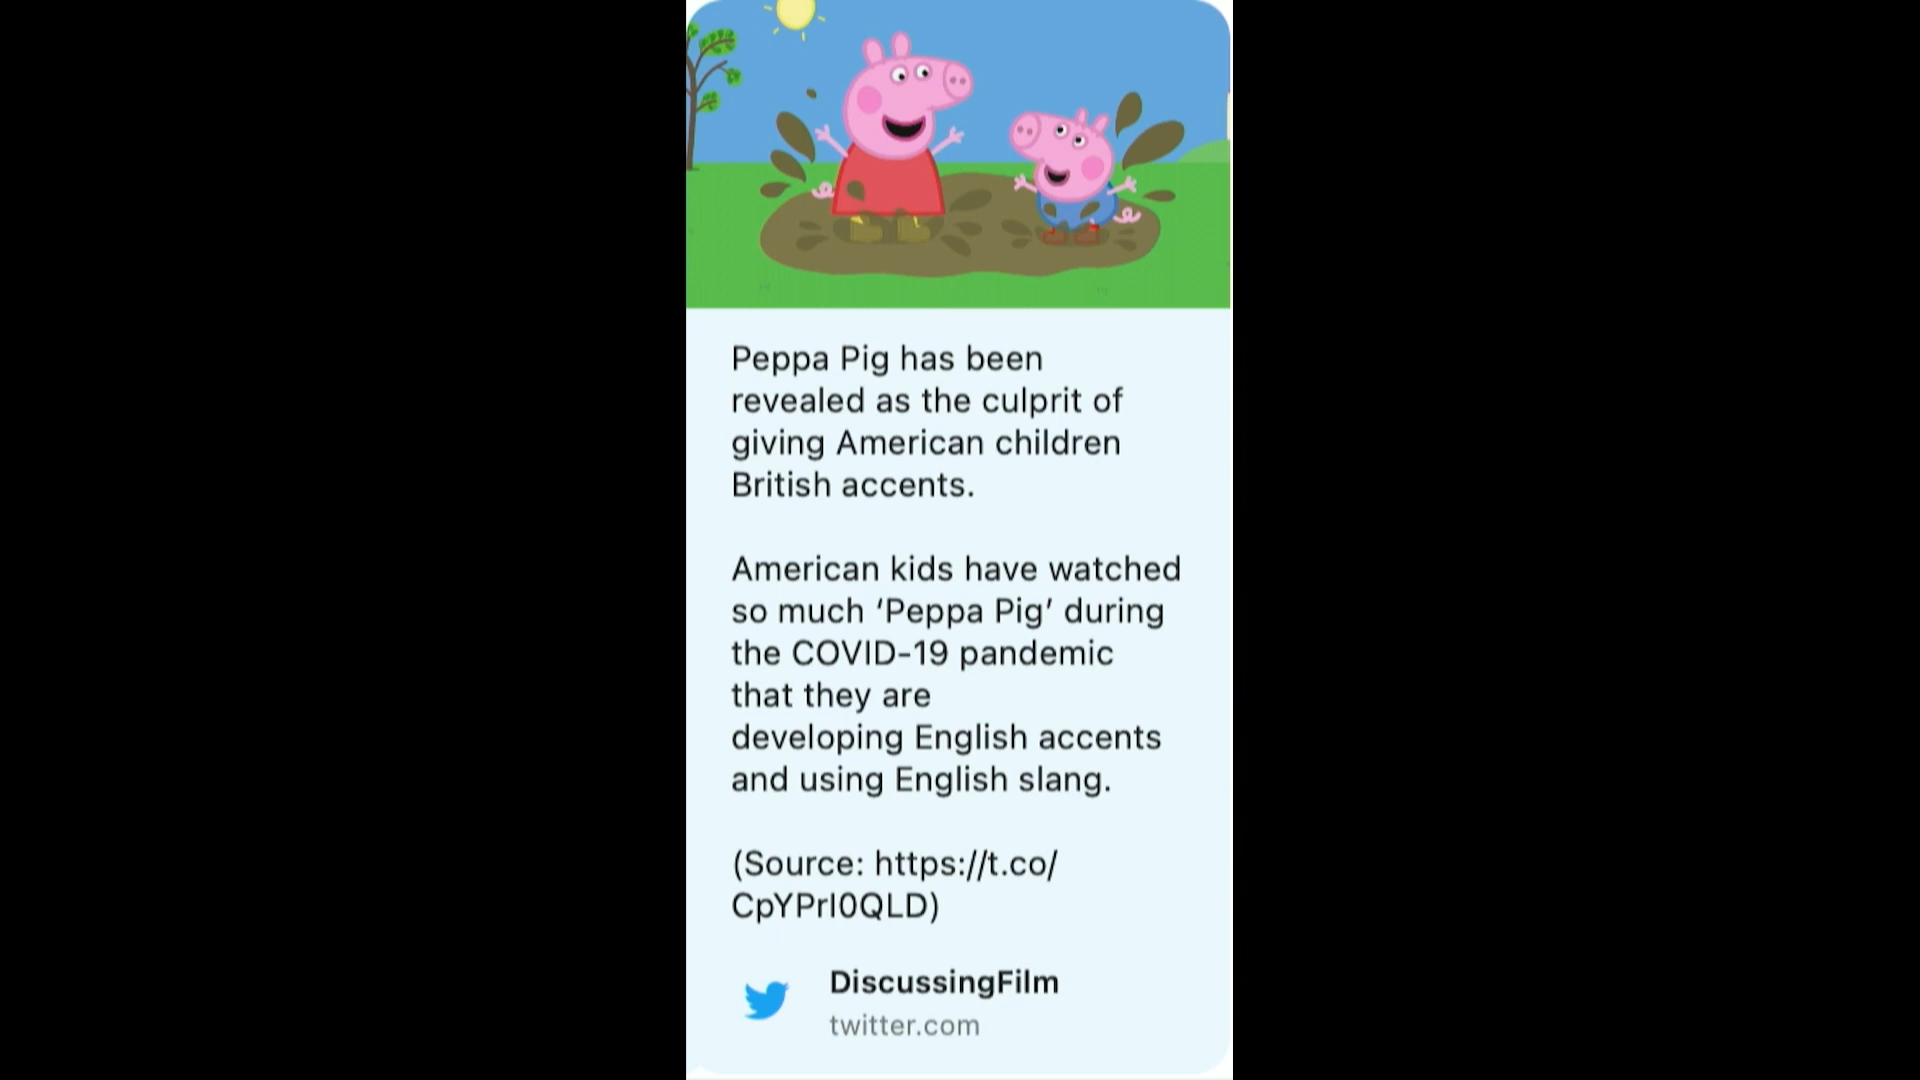 Peppa Pig has been
revealed as the culprit of
giving American children
British accents.
American kids have watched
so much ‘Peppa Pig’ during
the COVID-19 pandemic
that they are
developing English accents
and using English slang.
(Source: https://t.co/
CpYPrI0QLD)
DiscussingFilm
twitter.com